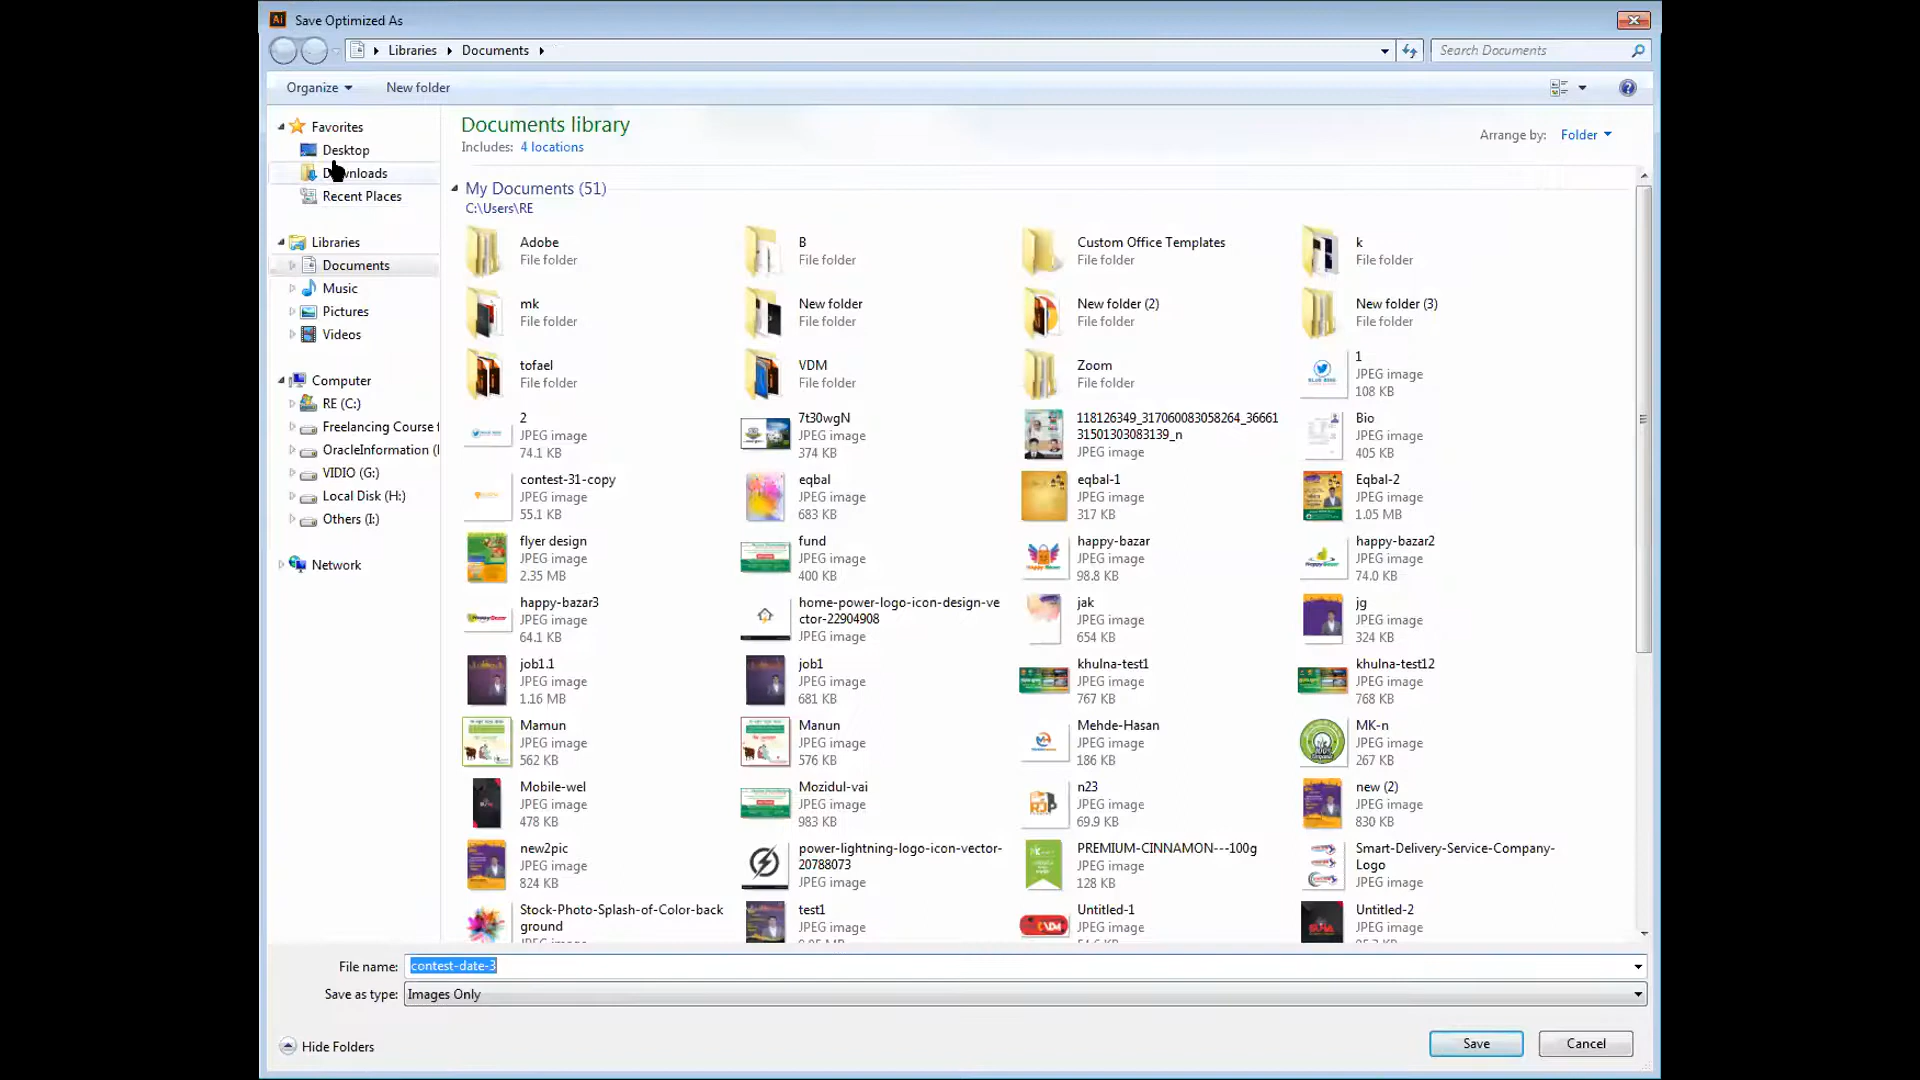 Ai Save Optimized As
Libraries Documents
Search Documents
Organize New folder
Favorites
Desktop
Downloads
Recent Places
Libraries
Documents
Music
Pictures
Videos
Computer
RE (C:)
Freelancing Course f
OracleInformation (
VIDIO (G:)
Local Disk (H:)
Others (I:)
Network
Documents library
Includes: 4 locations
Arrange by: Folder
My Documents (51)
C:\Users\RE
Adobe
File folder
B
File folder
Custom Office Templates
File folder
k
File folder
mk
File folder
New folder
File folder
New folder (2)
File folder
New folder (3)
File folder
tofael
File folder
VDM
File folder
Zoom
File folder
1
JPEG image
108 KB
2
JPEG image
74.1 KB
7t30wgN
JPEG image
374 KB
118126349_317060083058264_36661
31501303083139_n
JPEG image
Bio
JPEG image
405 KB
contest-31-copy
JPEG image
55.1 KB
eqbal
JPEG image
683 KB
eqbal-1
JPEG image
317 KB
Eqbal-2
JPEG image
1.05 MB
flyer design
JPEG image
2.35 MB
fund
JPEG image
400 KB
happy-bazar
JPEG image
98.8 KB
happy-bazar2
JPEG image
74.0 KB
happy-bazar3
JPEG image
64.1 KB
home-power-logo-icon-design-ve
ctor-22904908
JPEG image
jak
JPEG image
654 KB
jg
JPEG image
324 KB
job1.1
JPEG image
1.16 MB
job1
JPEG image
681 KB
khulna-test1
JPEG image
767 KB
khulna-test12
JPEG image
768 KB
Mamun
JPEG image
562 KB
Manun
JPEG image
576 KB
Mehde-Hasan
JPEG image
186 KB
MK-n
JPEG image
267 KB
Mobile-wel
JPEG image
478 KB
Mozidul-vai
JPEG image
983 KB
n23
JPEG image
69.9 KB
new (2)
JPEG image
830 KB
new2pic
JPEG image
824 KB
power-lightning-logo-icon-vector-
20788073
JPEG image
PREMIUM-CINNAMON---100g
JPEG image
128 KB
Smart-Delivery-Service-Company-
Logo
JPEG image
Stock-Photo-Splash-of-Color-back
ground
test1
JPEG image
Untitled-1
JPEG image
Untitled-2
JPEG image
File name: contest-date-3
Save as type: Images Only
Hide Folders
Save Cancel